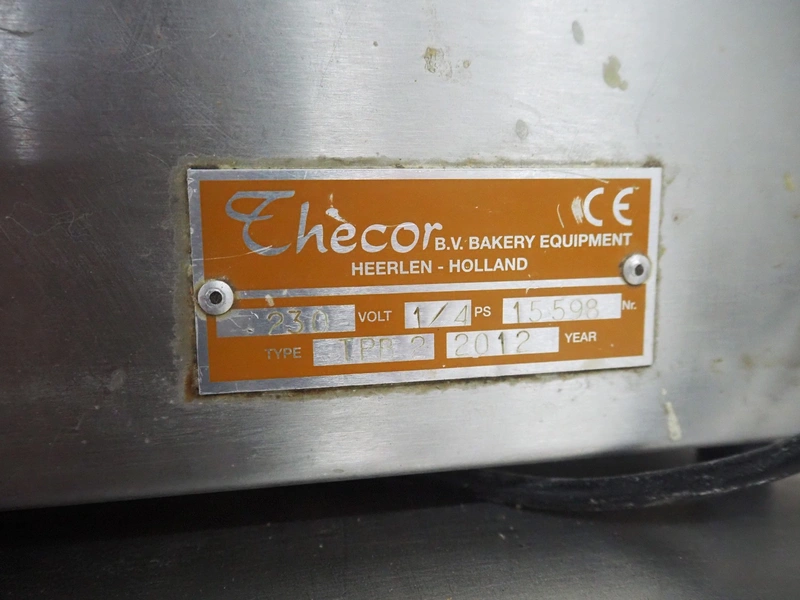 Thecor B.V. BAKERY EQUIPMENT CE
HEERLEN - HOLLAND
230 VOLT 1/4 PS 15.598 Nr.
TYPE 2012 YEAR